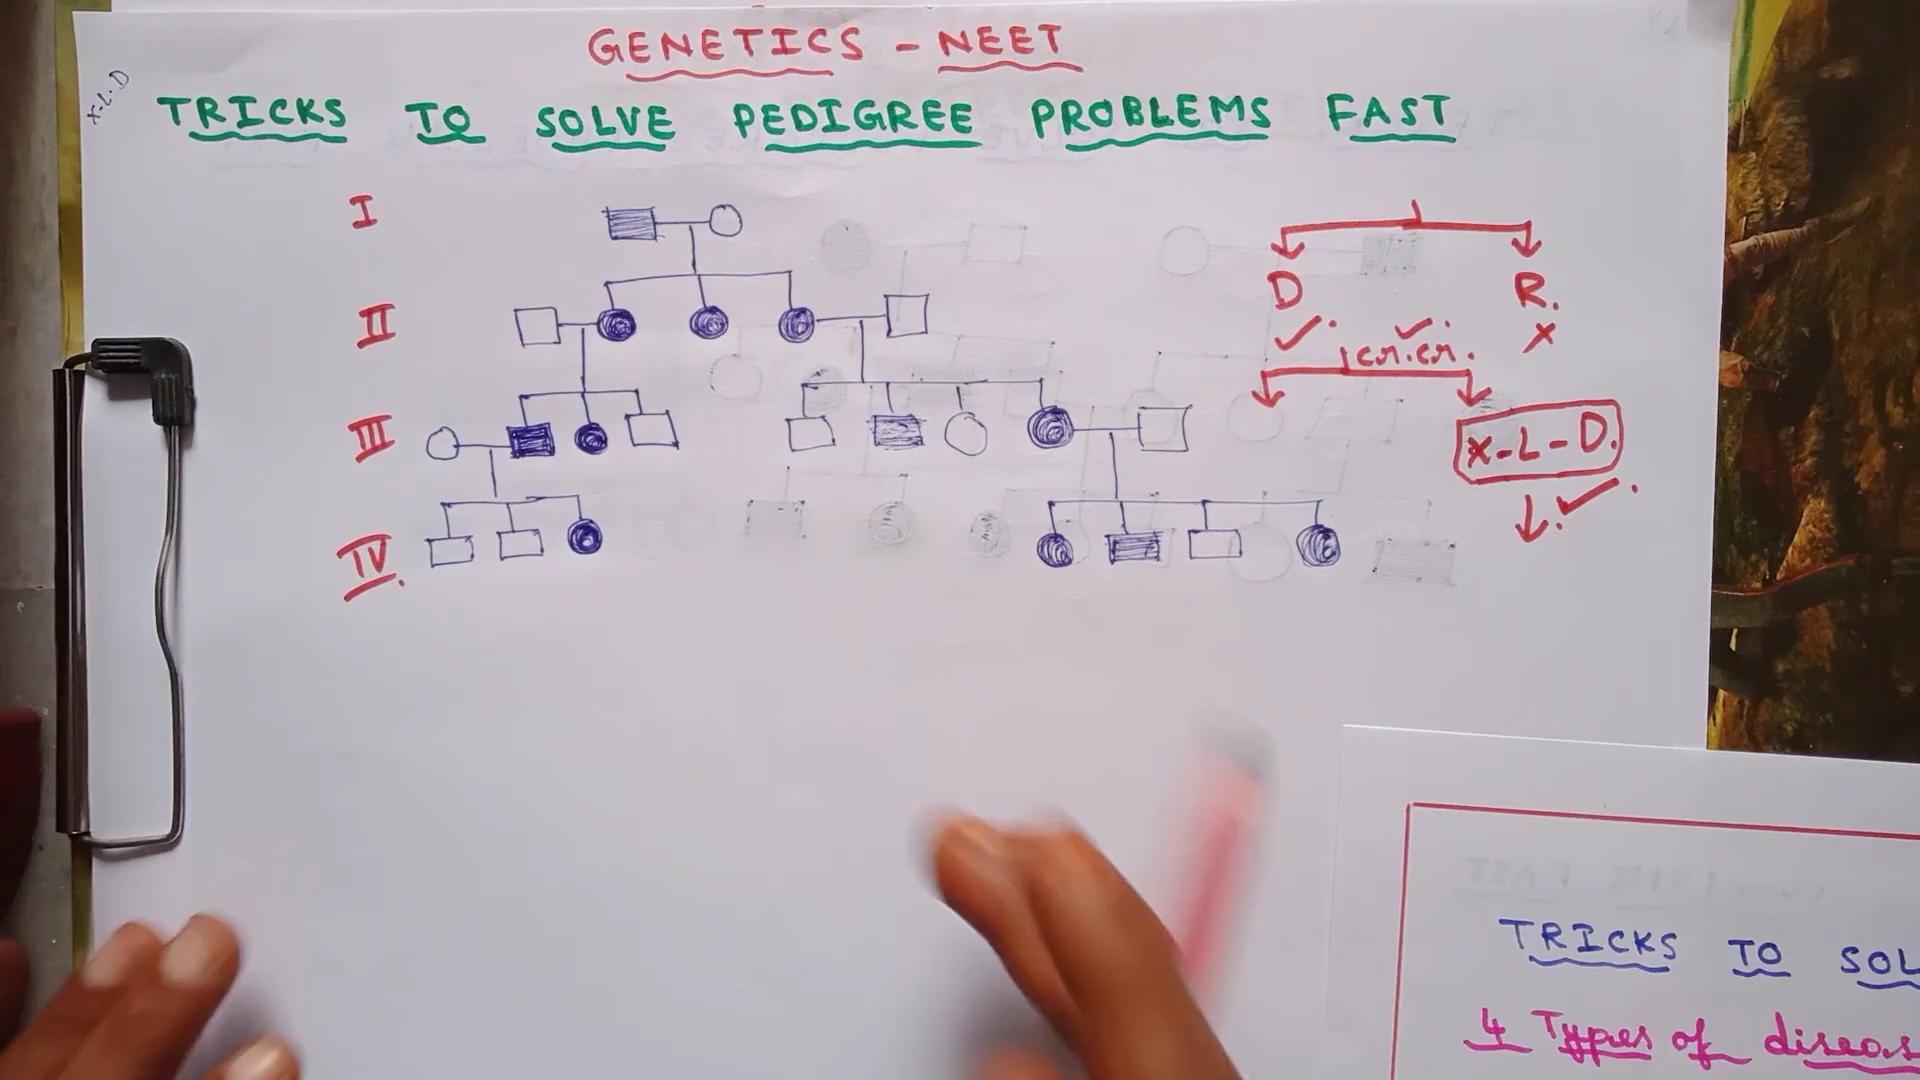 GENETICS - NEET
X-L-D
TRICKS TO SOLVE PEDIGREE PROBLEMS FAST
I
II
III
IV.
D R.
X-L-D.
TRICKS TO SOL
4 Types of diseas